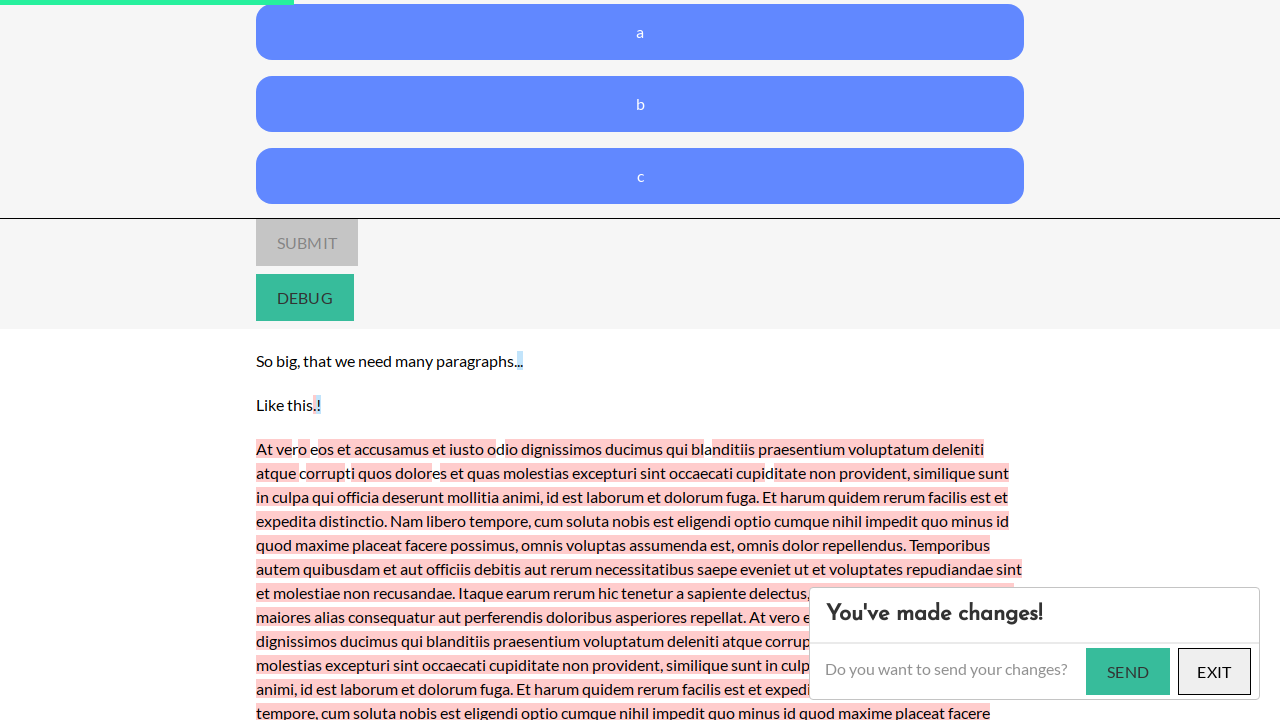 a
b
c
SUBMIT
DEBUG
So big, that we need many paragraphs...
Like this.!
At vero eos et accusamus et iusto odio dignissimos ducimus qui blanditiis praesentium voluptatum deleniti
atque corrupti quos dolores et quas molestias excepturi sint occaecati cupiditate non provident, similique sunt
in culpa qui officia deserunt mollitia animi, id est laborum et dolorum fuga. Et harum quidem rerum facilis est et
expedita distinctio. Nam libero tempore, cum soluta nobis est eligendi optio cumque nihil impedit quo minus id
quod maxime placeat facere possimus, omnis voluptas assumenda est, omnis dolor repellendus. Temporibus
autem quibusdam et aut officiis debitis aut rerum necessitatibus saepe eveniet ut et voluptates repudiandae sint
et molestiae non recusandae. Itaque earum rerum hic tenetur a sapiente delectus,
maiores alias consequatur aut perferendis doloribus asperiores repellat. At vero
dignissimos ducimus qui blanditiis praesentium voluptatum deleniti atque
molestias excepturi sint occaecati cupiditate non provident, similique sunt in
animi, id est laborum et dolorum fuga. Et harum quidem rerum facilis est et
tempore, cum soluta nobis est eligendi optio cumque nihil impedit quo minus id quod maxime placeat facere
You've made changes!
Do you want to send your changes?
SEND
EXIT